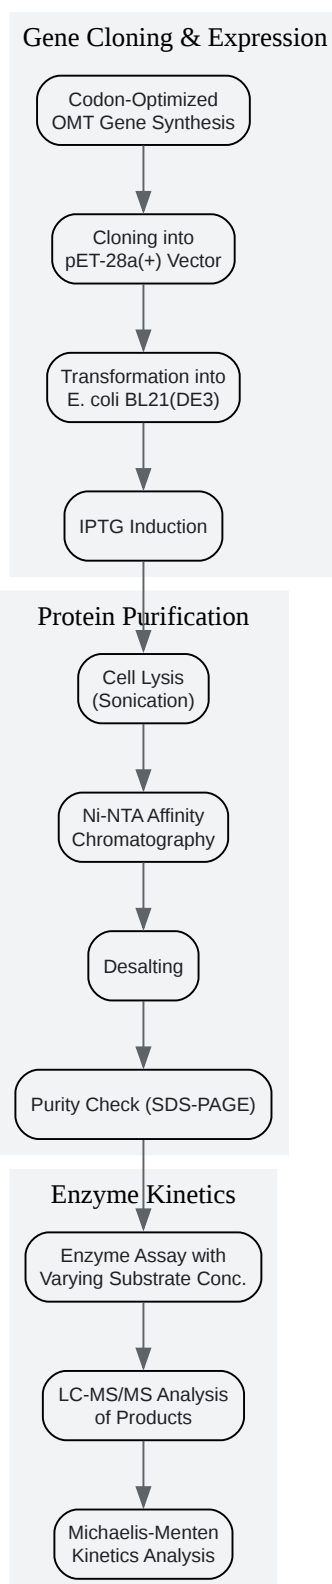 Gene Cloning & Expression
Codon-Optimized
OMT Gene Synthesis
Cloning into
pET-28a(+) Vector
Transformation into
E. coli BL21(DE3)
IPTG Induction
Protein Purification
Cell Lysis
(Sonication)
Ni-NTA Affinity
Chromatography
Desalting
Purity Check (SDS-PAGE)
Enzyme Kinetics
Enzyme Assay with
Varying Substrate Conc.
LC-MS/MS Analysis
of Products
Michaelis-Menten
Kinetics Analysis